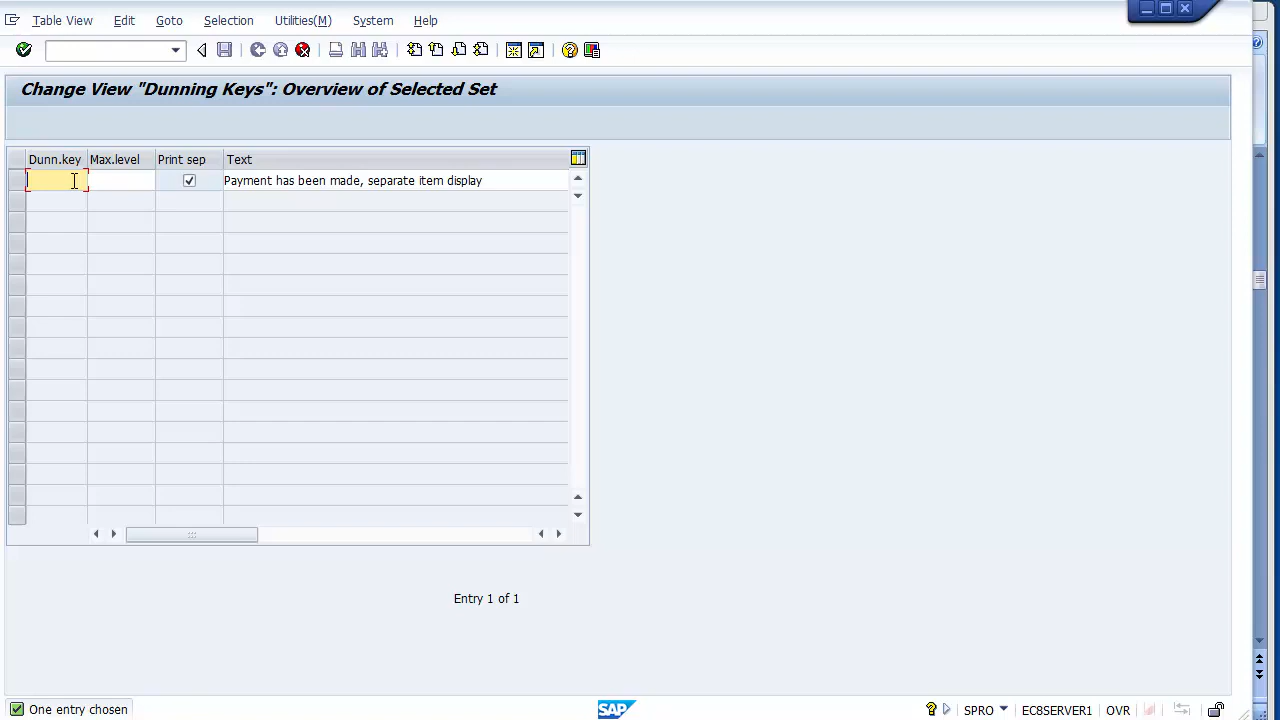 Table View Edit Goto Selection Utilities(M) System Help
Change View "Dunning Keys": Overview of Selected Set
Dunn.key Max.level Print sep Text
Payment has been made, separate item display
Entry 1 of 1
One entry chosen SAP SPRO ECSERVER1 OVR